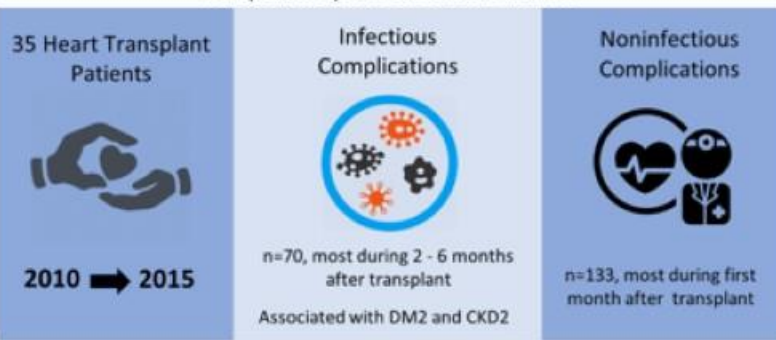 35 Heart Transplant
Patients
2010 2015
Infectious
Complications
n=70, most during 2 - 6 months
after transplant
Associated with DM2 and CKD2
Noninfectious
Complications
n=133, most during first
month after transplant